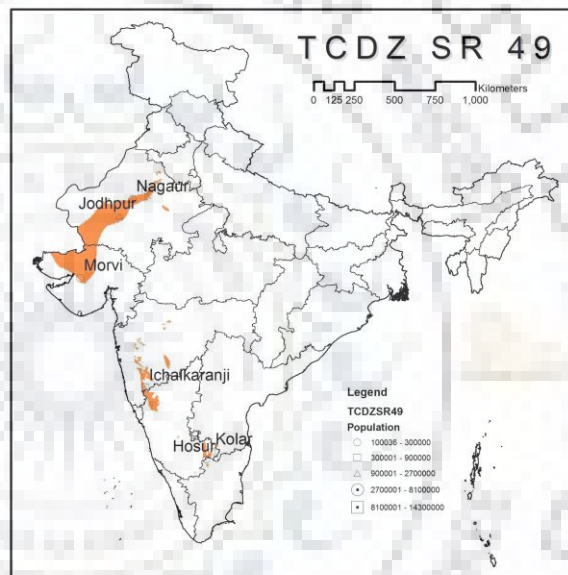 TCDZ SR 49
Kilometers
0 125 250 500 750 1,000
Nagaur
Jodhpur
Morvi
Ichalkaranji
Hosur Kolar
Legend
TCDZSR49
Population
100036 - 300000
300001 - 900000
900001 - 2700000
2700001 - 8100000
8100001 - 14300000